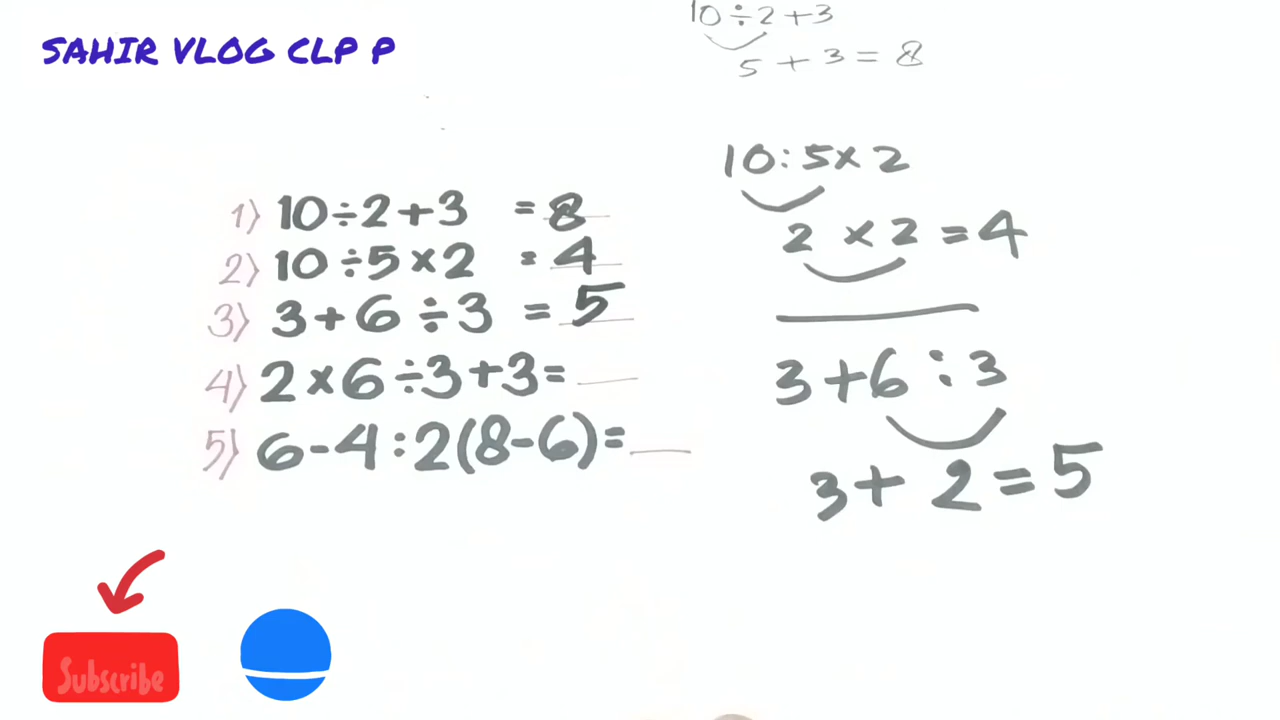 SAHIR VLOG CLP P
1) 10÷2+3 = 8
2) 10÷5×2 = 4
3) 3+6÷3 = 5
4) 2×6÷3+3=
5) 6-4:2(8-6)=
10÷2+3
5+3=8
10:5×2
2×2=4
3+6:3
3+2=5
Subscribe